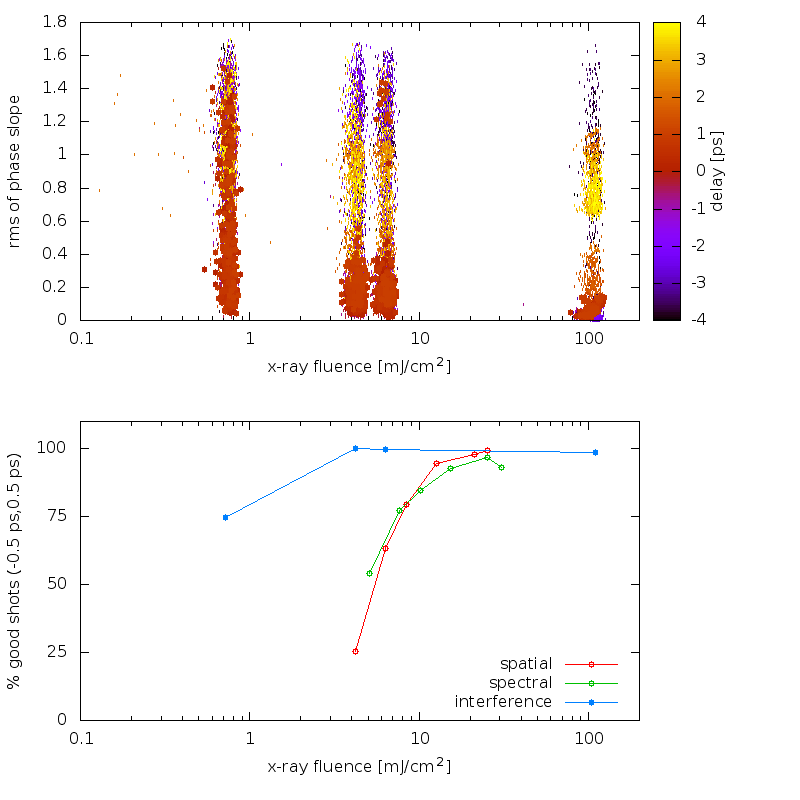 1.8
1.6
1.4
1.2
1
0.8
0.6
0.4
0.2
0
rms of phase slope
0.1 1 10 100
x-ray fluence [mJ/cm²]
4
3
2
1
0
-1
-2
-3
-4
delay [ps]
100
75
50
25
0
% good shots (-0.5 ps,0.5 ps)
spatial
spectral
interference
0.1 1 10 100
x-ray fluence [mJ/cm²]